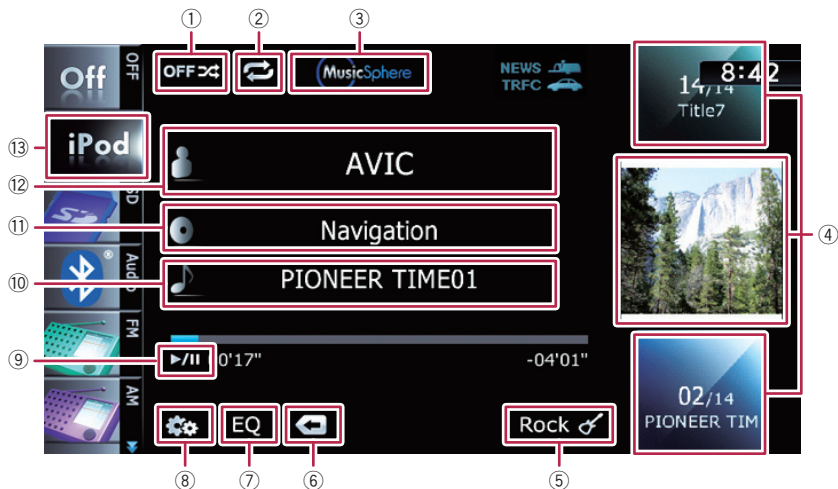 ① ② ③
Off OFF
OFF
MusicSphere
NEWS
TRFC
14/14
8:42
Title7
⑬ iPod
⑫ AVIC
④
SD
⑪ Navigation
Audio
⑩ PIONEER TIME01
FM
⑨ ►/II 0'17" -04'01"
02/14
PIONEER TIM
AM
EQ
Rock
⑧ ⑦ ⑥ ⑤